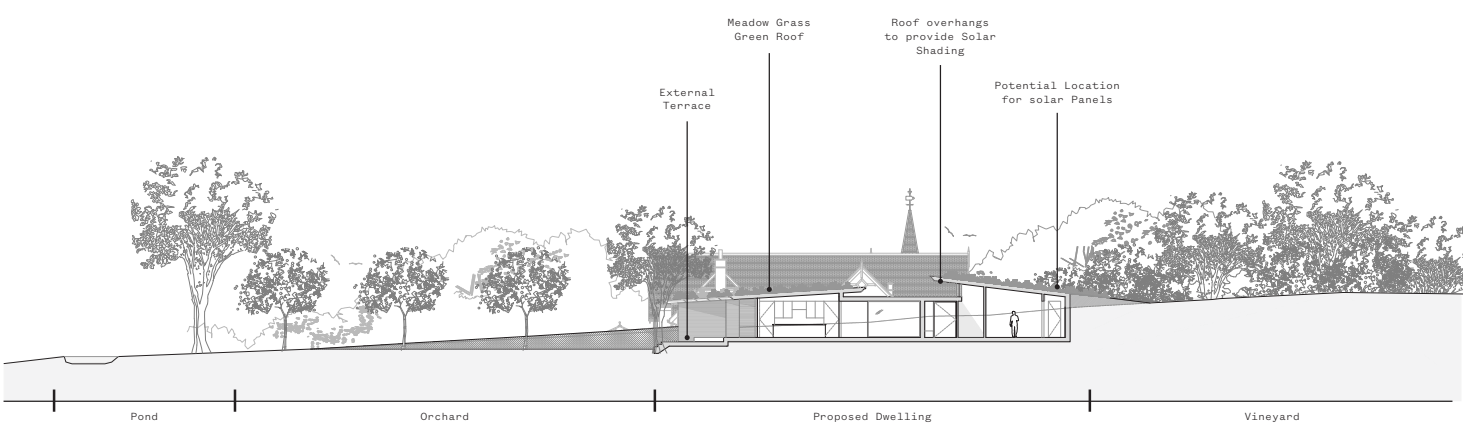 Meadow Grass
Green Roof
Roof overhangs
to provide Solar
Shading
External
Terrace
Potential Location
for solar Panels
Pond
Orchard
Proposed Dwelling
Vineyard